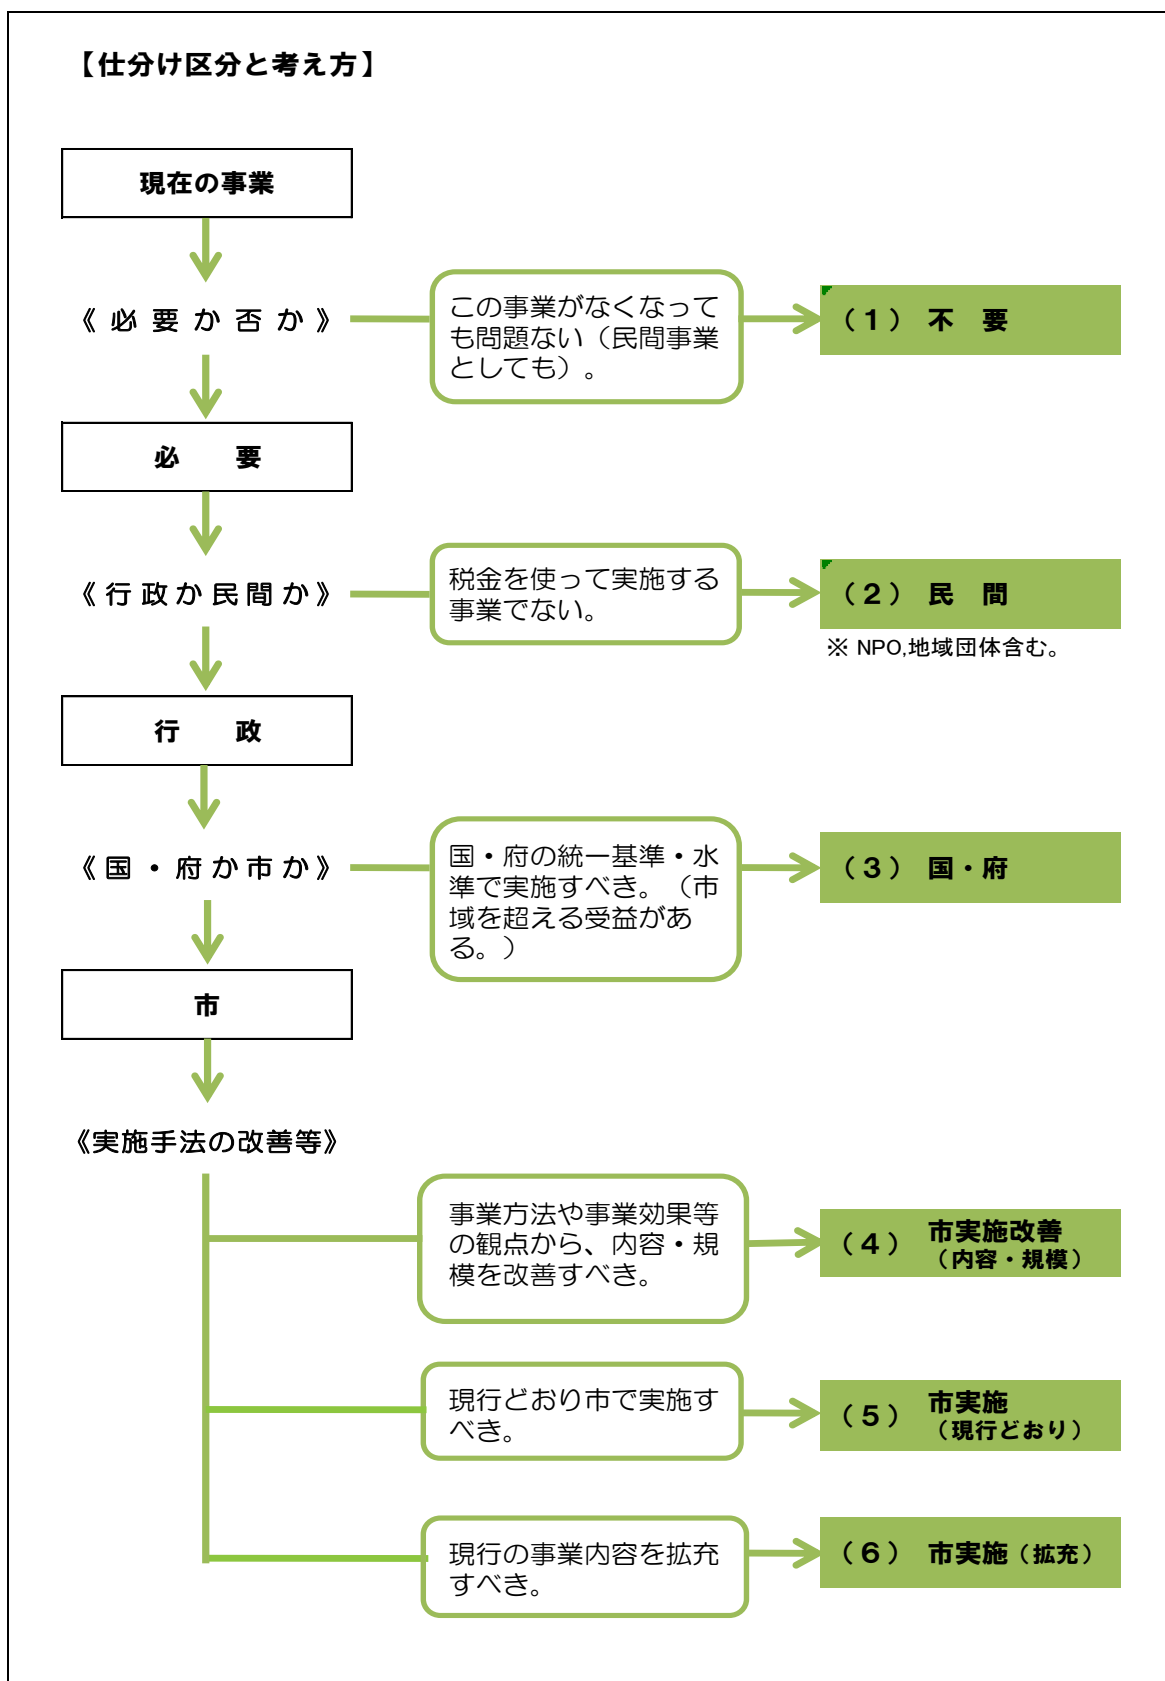 【仕分け区分と考え方】
現在の事業
《必要か否か》
この事業がなくなって
も問題ない（民間事業
としても）。
（１） 不　要
必　　要
《行政か民間か》
税金を使って実施する
事業でない。
（２） 民　間
※ NPO,地域団体含む。
行　　政
《国・府か市か》
国・府の統一基準・水
準で実施すべき。（市
域を超える受益があ
る。）
（３） 国・府
市
《実施手法の改善等》
事業方法や事業効果等
の観点から、内容・規
模を改善すべき。
（４） 市実施改善
（内容・規模）
現行どおり市で実施す
べき。
（５） 市実施
（現行どおり）
現行の事業内容を拡充
すべき。
（６） 市実施（拡充）